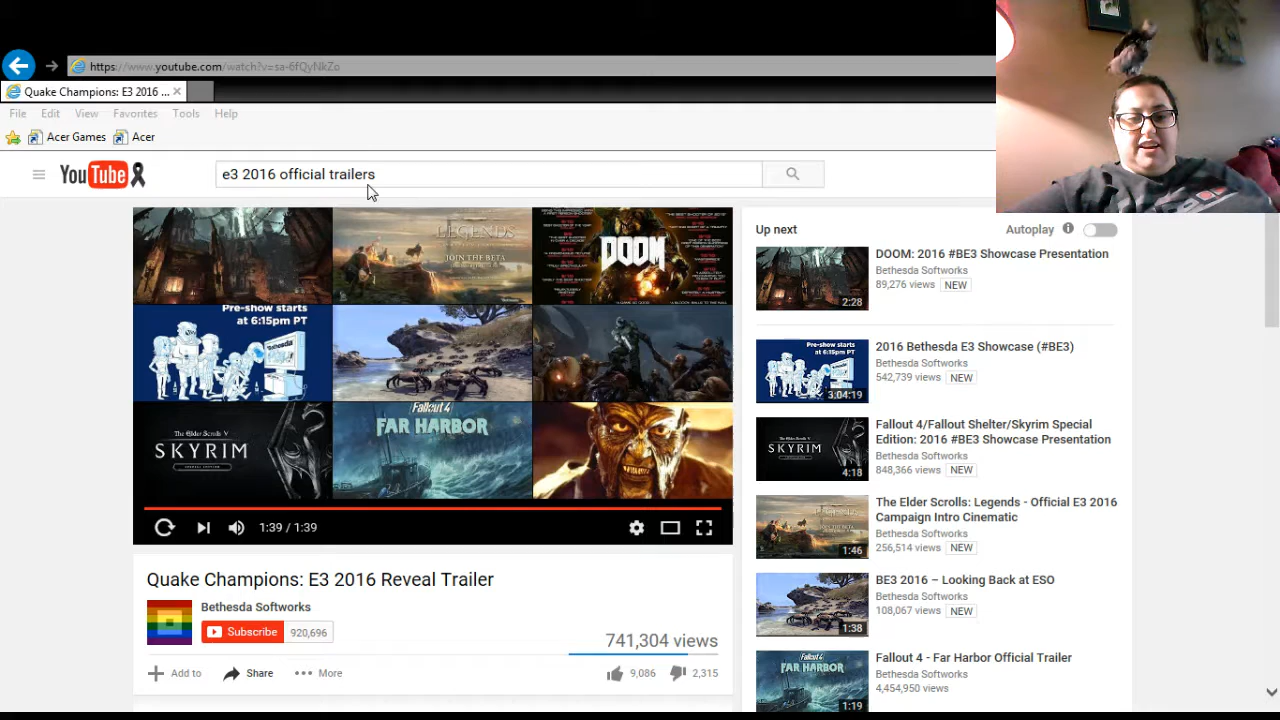 https://www.youtube.com/watch?v=sa-6fQyNkZo
Quake Champions: E3 2016 ...
File Edit View Favorites Tools Help
Acer Games Acer
YouTube
e3 2016 official trailers
LEGENDS
JOIN THE BETA
DOOM
Pre-show starts
at 6:15pm PT
The Elder Scrolls V
SKYRIM
Fallout 4
FAR HARBOR
1:39 / 1:39
Quake Champions: E3 2016 Reveal Trailer
Bethesda Softworks
Subscribe 920,696
741,304 views
Add to Share More 9,086 2,315
Up next Autoplay
DOOM: 2016 #BE3 Showcase Presentation
Bethesda Softworks
89,276 views NEW
2:28
2016 Bethesda E3 Showcase (#BE3)
Bethesda Softworks
542,739 views NEW
Pre-show starts
at 6:15pm PT
3:04:19
Fallout 4/Fallout Shelter/Skyrim Special
Edition: 2016 #BE3 Showcase Presentation
Bethesda Softworks
848,366 views NEW
SKYRIM
4:18
The Elder Scrolls: Legends - Official E3 2016
Campaign Intro Cinematic
Bethesda Softworks
256,514 views NEW
1:46
BE3 2016 – Looking Back at ESO
Bethesda Softworks
108,067 views NEW
1:38
Fallout 4 - Far Harbor Official Trailer
Bethesda Softworks
4,454,950 views
Fallout 4
FAR HARBOR
1:19